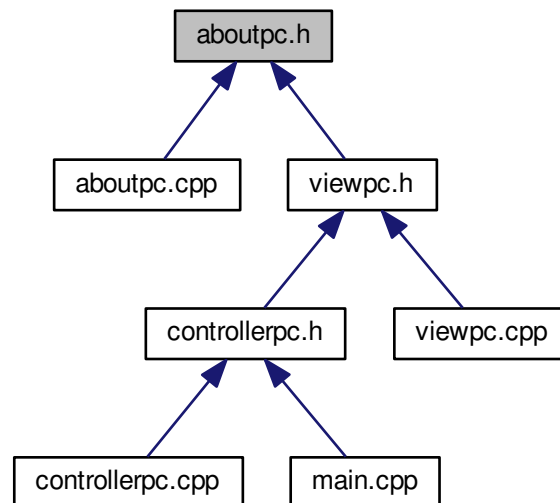 aboutpc.h
aboutpc.cpp
viewpc.h
controllerpc.h
viewpc.cpp
controllerpc.cpp
main.cpp